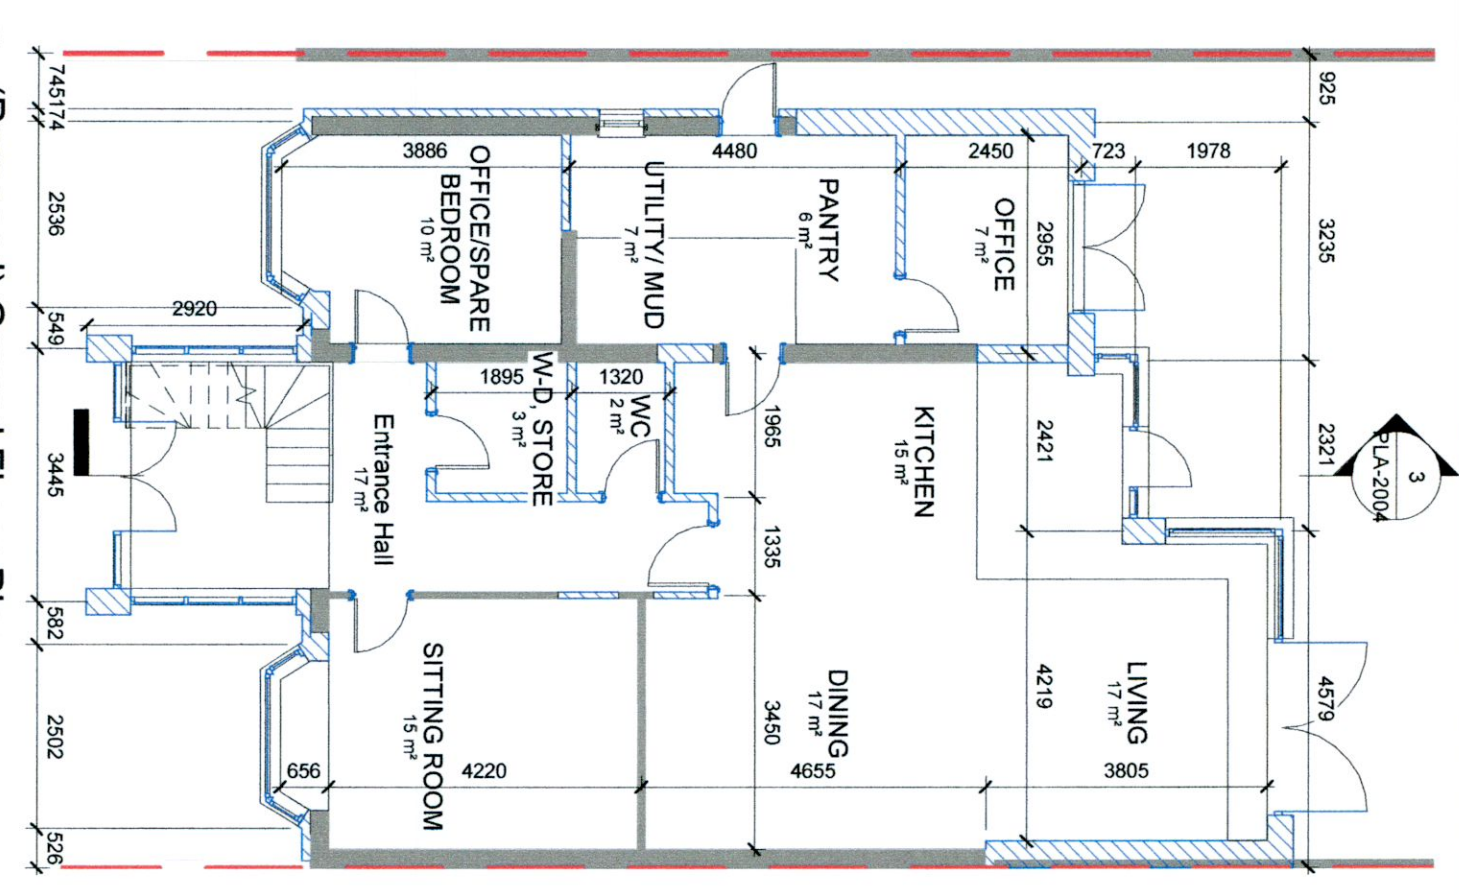 925
3235
2321
4579
3
PLA-2004
1978
723
2450
4480
3886
2955
2421
4219
OFFICE
7 m²
PANTRY
6 m²
UTILITY/ MUD
7 m²
OFFICE/SPARE
BEDROOM
10 m²
KITCHEN
15 m²
WC
2 m²
W-D, STORE
3 m²
Entrance Hall
17 m²
LIVING
17 m²
DINING
17 m²
SITTING ROOM
15 m²
1895
1320
1965
1335
3450
3805
4655
4220
656
2920
745
174
2536
549
3445
582
2502
526